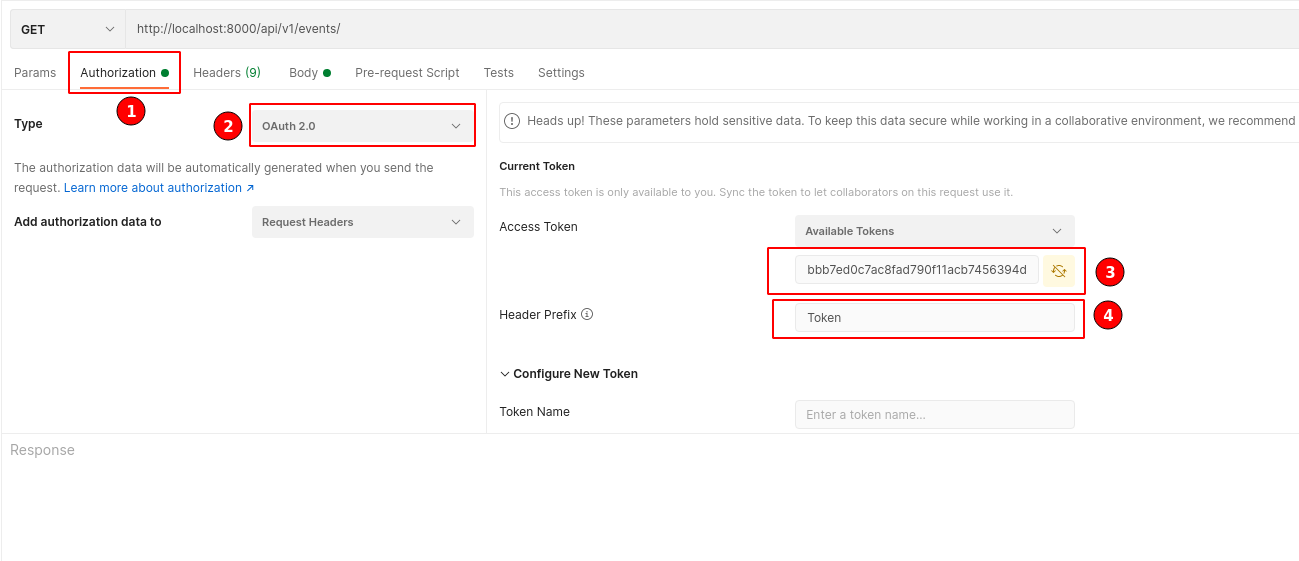 GET
http://localhost:8000/api/v1/events/
Params
Authorization
Headers (9)
Body
Pre-request Script
Tests
Settings
1
Type
2
OAuth 2.0
The authorization data will be automatically generated when you send the
request. Learn more about authorization ↗
Add authorization data to
Request Headers
Heads up! These parameters hold sensitive data. To keep this data secure while working in a collaborative environment, we recommend
Current Token
This access token is only available to you. Sync the token to let collaborators on this request use it.
Access Token
Available Tokens
bbb7ed0c7ac8fad790f11acb7456394d
3
Header Prefix
Token
4
Configure New Token
Token Name
Enter a token name...
Response